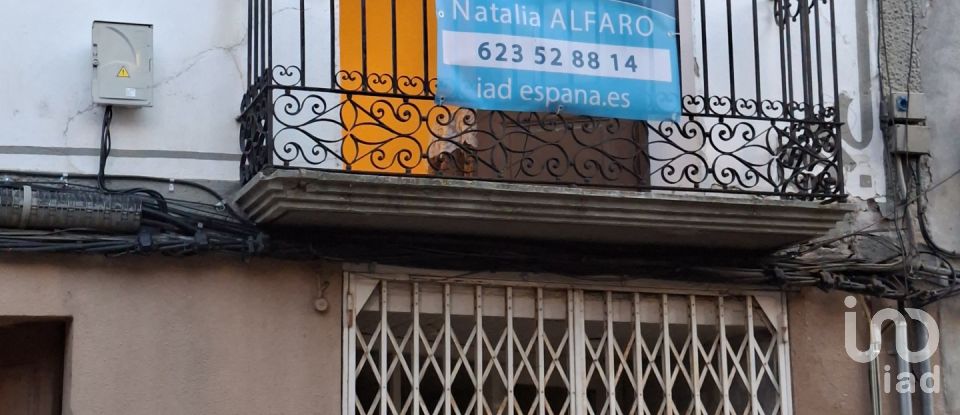 Natalia ALFARO
623 52 88 14
iad espana.es
iad